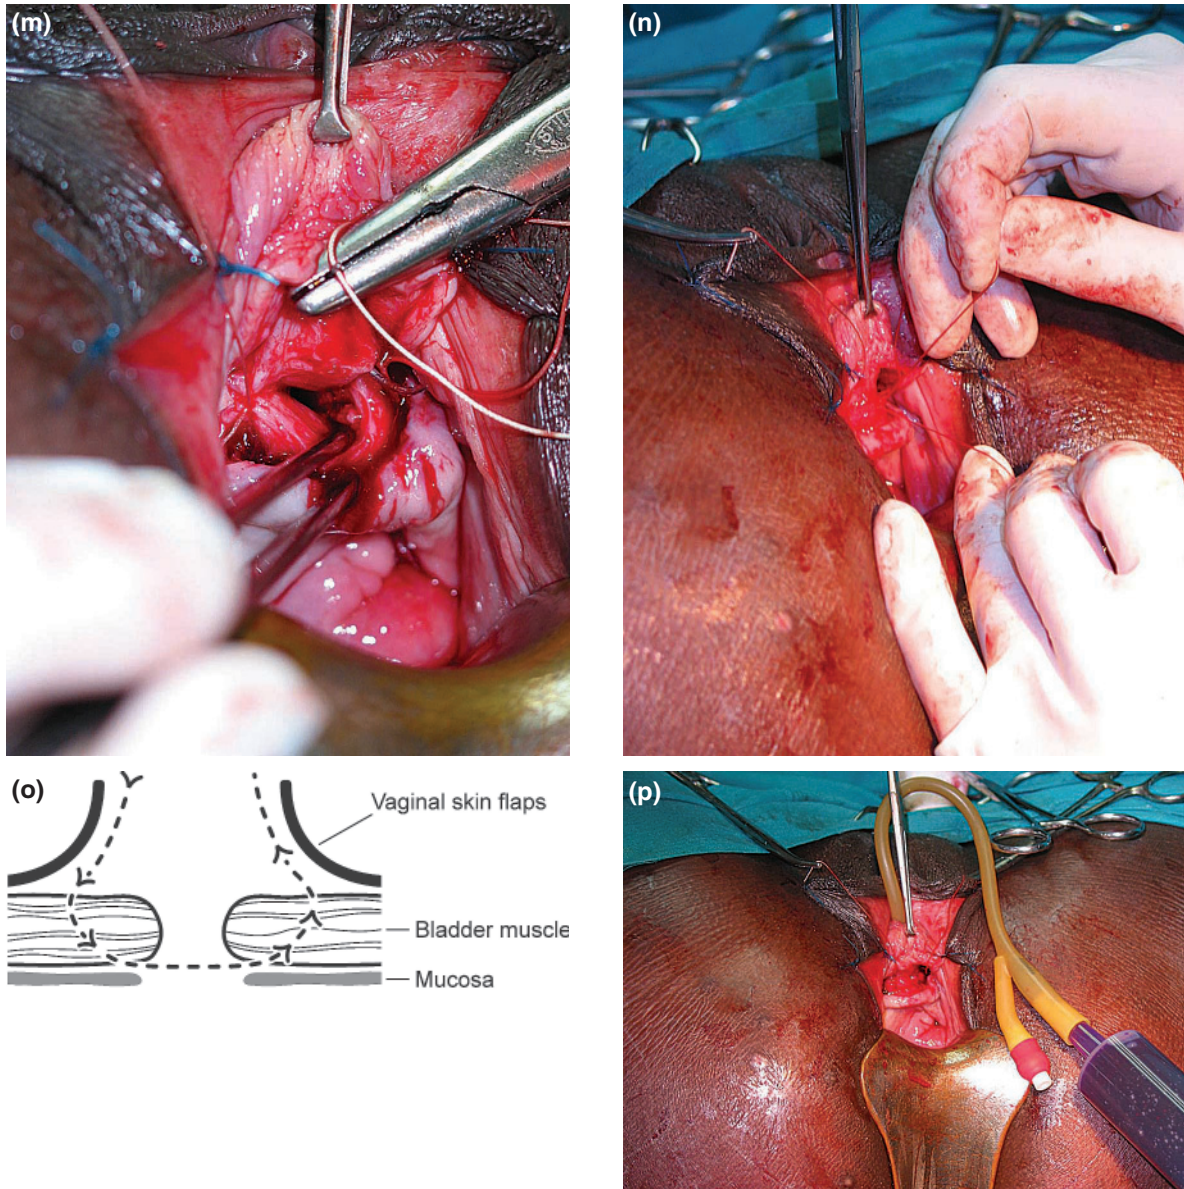 (m)
(n)
(o)
Vaginal skin flaps
Bladder muscle
Mucosa
(p)